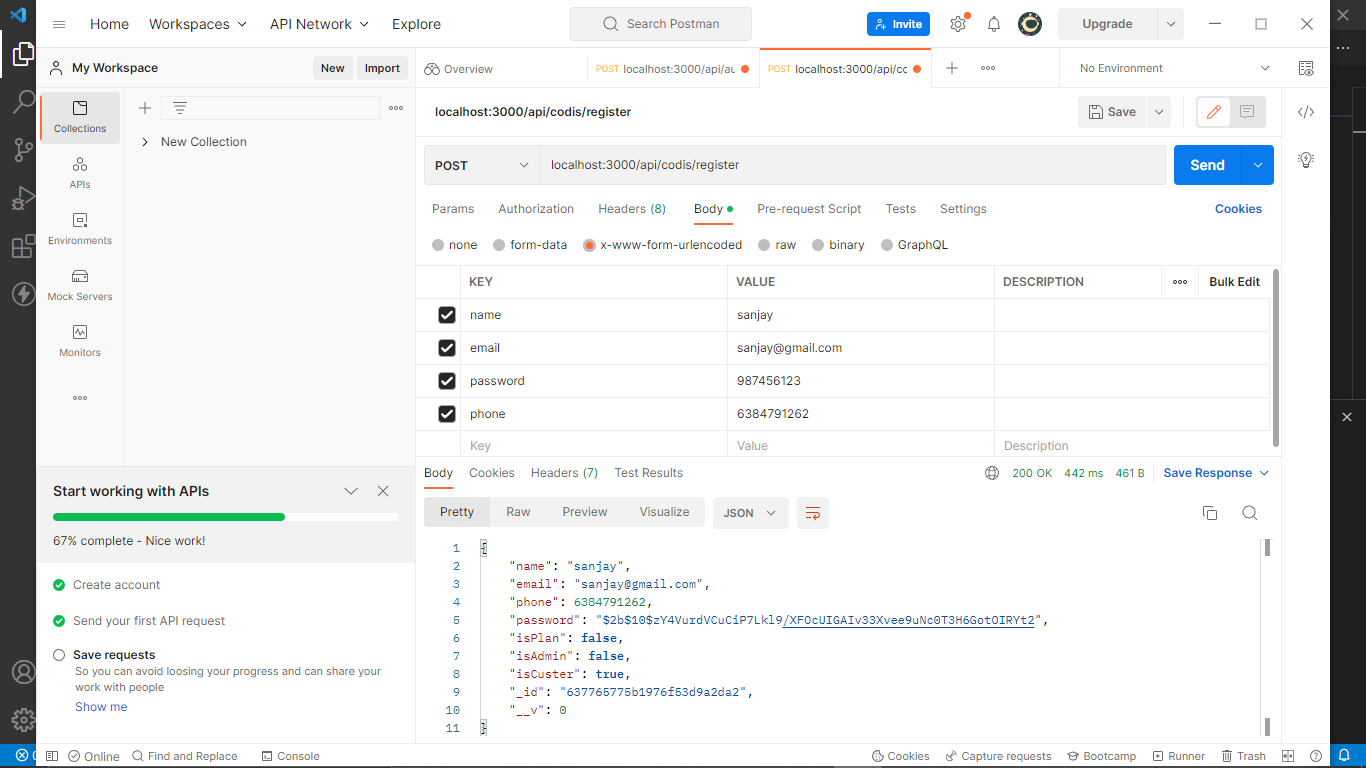 Home Workspaces API Network Explore Search Postman Invite Upgrade
My Workspace New Import Overview POST localhost:3000/api/au POST localhost:3000/api/cc No Environment
Collections
APIs
Environments
Mock Servers
Monitors
New Collection
localhost:3000/api/codis/register Save
POST localhost:3000/api/codis/register Send
Params Authorization Headers (8) Body Pre-request Script Tests Settings Cookies
none form-data x-www-form-urlencoded raw binary GraphQL
KEY VALUE DESCRIPTION Bulk Edit
name sanjay
email sanjay@gmail.com
password 987456123
phone 6384791262
Key Value Description
Body Cookies Headers (7) Test Results 200 OK 442 ms 461 B Save Response
Pretty Raw Preview Visualize JSON
1 {
2 "name": "sanjay",
3 "email": "sanjay@gmail.com",
4 "phone": 6384791262,
5 "password": "$2b$10$zY4VurdVCuCiP7Lkl9/XFOcUIGAIv33Xvee9uNc0T3H6GotOIRYt2",
6 "isPlan": false,
7 "isAdmin": false,
8 "isCuster": true,
9 "_id": "637765775b1976f53d9a2da2",
10 "__v": 0
11 }
Start working with APIs
67% complete - Nice work!
Create account
Send your first API request
Save requests
So you can avoid loosing your progress and can share your
work with people
Show me
Online Find and Replace Console Cookies Capture requests Bootcamp Runner Trash